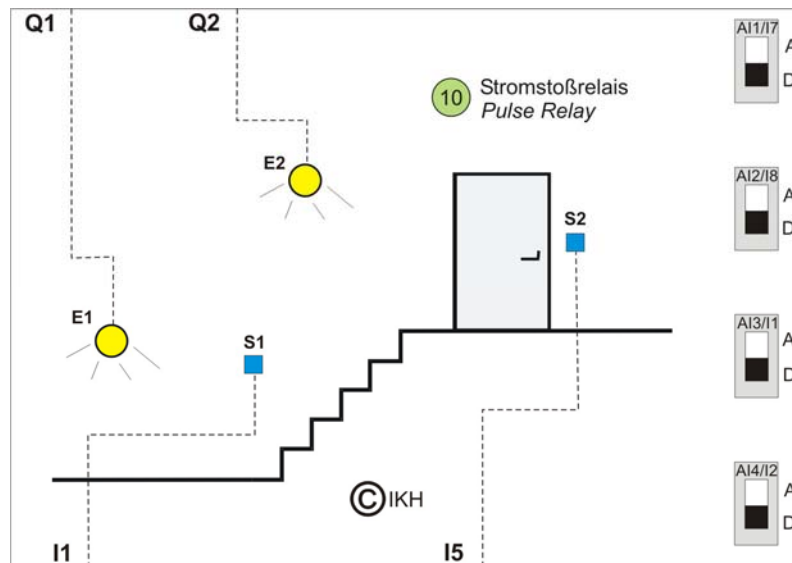 Q1
Q2
AI1/I7
A
D
10
Stromstoßrelais
Pulse Relay
E2
AI2/I8
A
D
S2
E1
S1
AI3/I1
A
D
AI4/I2
A
D
© IKH
I1
I5